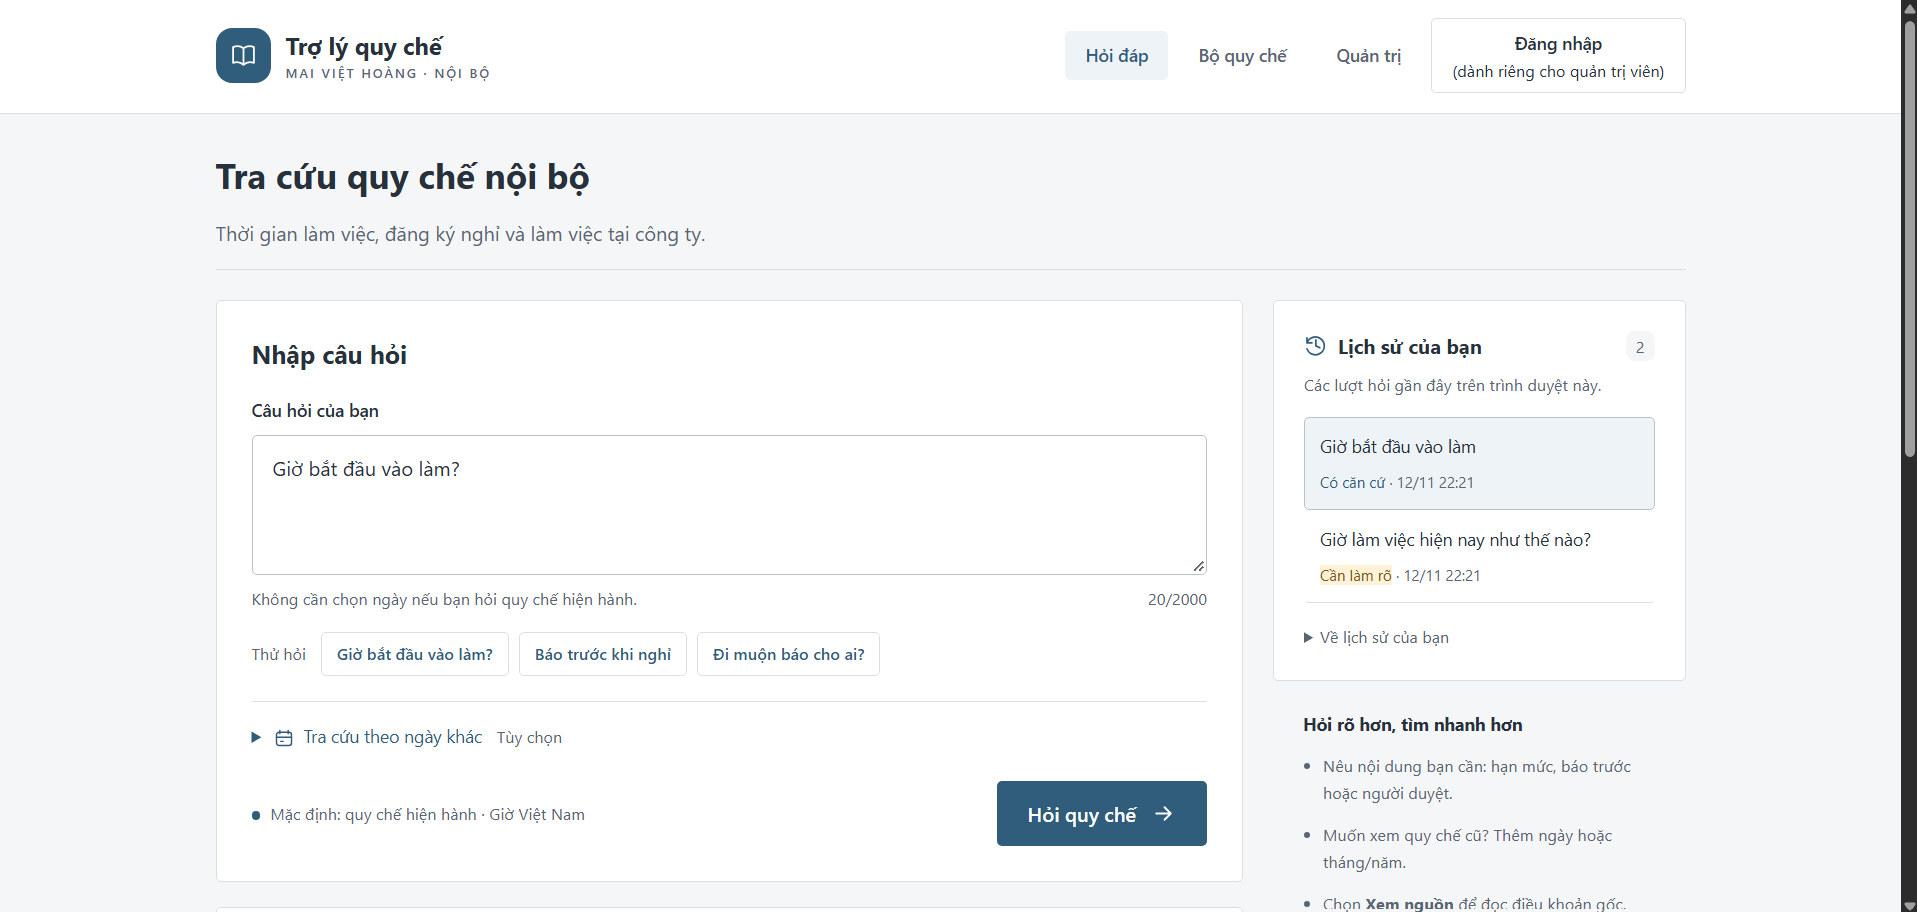 Trợ lý quy chế
MAI VIỆT HOÀNG · NỘI BỘ
Hỏi đáp
Bộ quy chế
Quản trị
Đăng nhập
(dành riêng cho quản trị viên)
Tra cứu quy chế nội bộ
Thời gian làm việc, đăng ký nghỉ và làm việc tại công ty.
Nhập câu hỏi
Câu hỏi của bạn
Giờ bắt đầu vào làm?
Không cần chọn ngày nếu bạn hỏi quy chế hiện hành.
20/2000
Thử hỏi
Giờ bắt đầu vào làm?
Báo trước khi nghỉ
Đi muộn báo cho ai?
Tra cứu theo ngày khác Tùy chọn
Mặc định: quy chế hiện hành · Giờ Việt Nam
Hỏi quy chế
Lịch sử của bạn
2
Các lượt hỏi gần đây trên trình duyệt này.
Giờ bắt đầu vào làm
Có căn cứ · 12/11 22:21
Giờ làm việc hiện nay như thế nào?
Cần làm rõ · 12/11 22:21
Về lịch sử của bạn
Hỏi rõ hơn, tìm nhanh hơn
Nêu nội dung bạn cần: hạn mức, báo trước
hoặc người duyệt.
Muốn xem quy chế cũ? Thêm ngày hoặc
tháng/năm.
Chọn Xem nguồn để đọc điều khoản gốc.